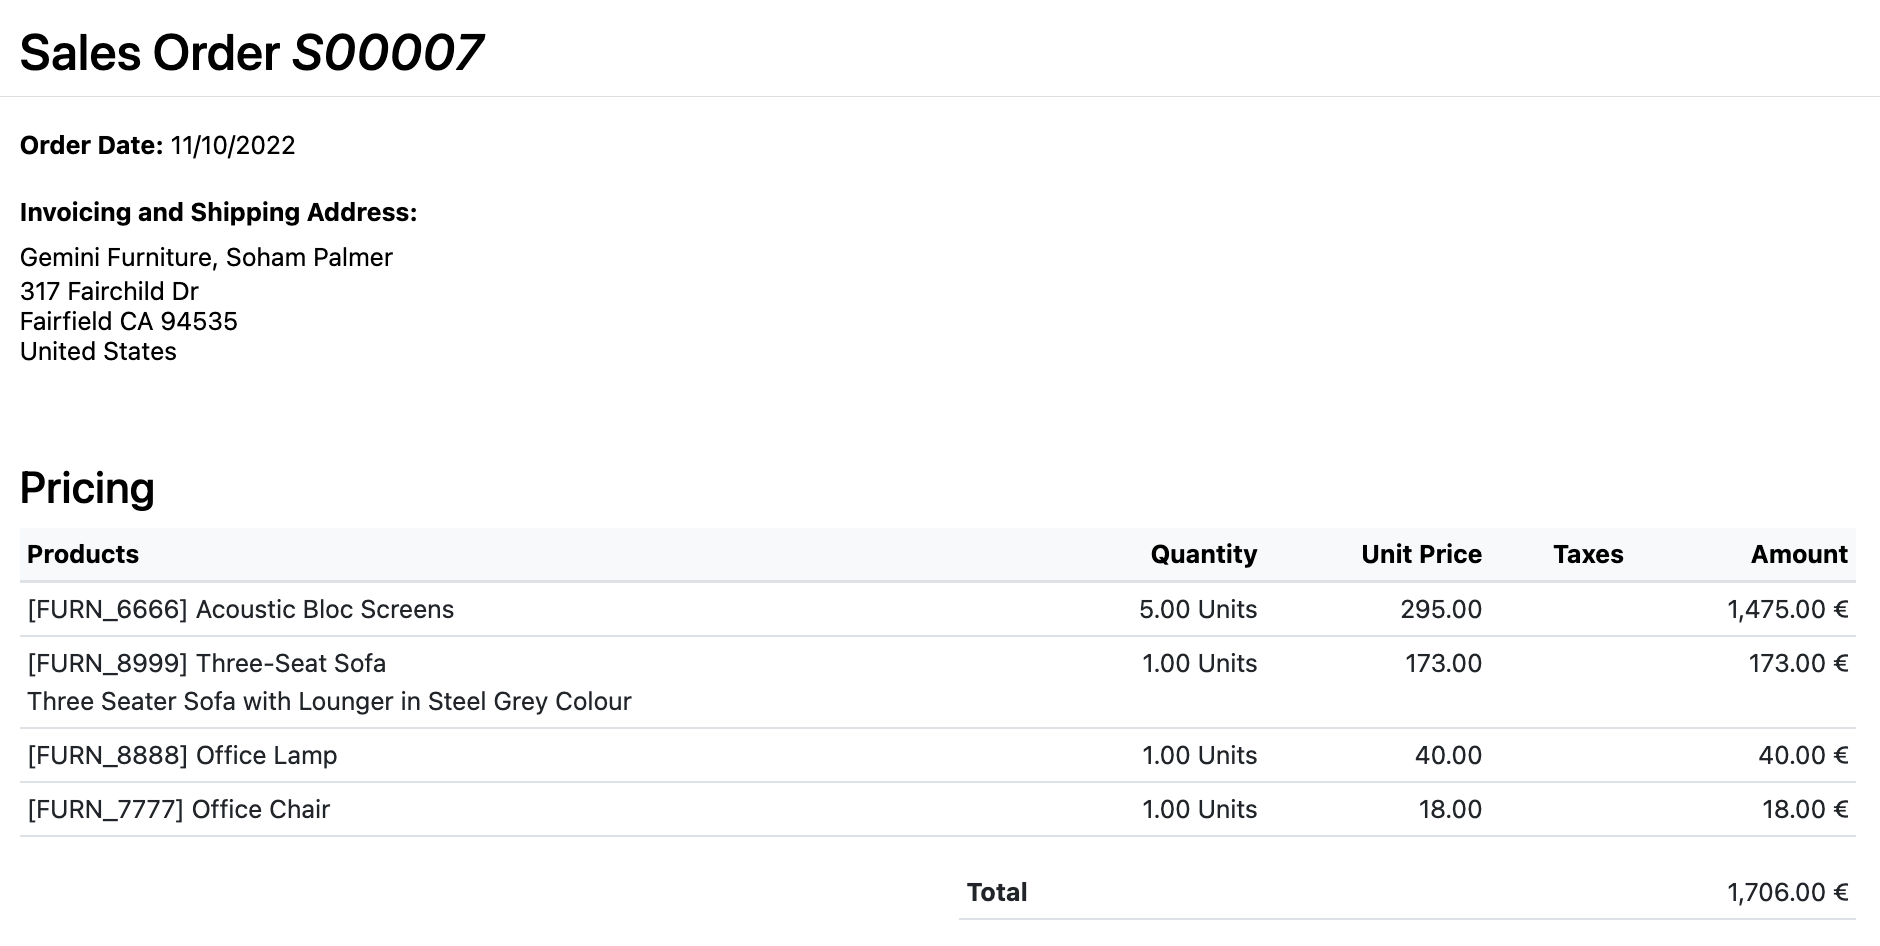 Sales Order S00007
Order Date: 11/10/2022
Invoicing and Shipping Address:
Gemini Furniture, Soham Palmer
317 Fairchild Dr
Fairfield CA 94535
United States
Pricing
Products Quantity Unit Price Taxes Amount
[FURN_6666] Acoustic Bloc Screens 5.00 Units 295.00 1,475.00 €
[FURN_8999] Three-Seat Sofa 1.00 Units 173.00 173.00 €
Three Seater Sofa with Lounger in Steel Grey Colour
[FURN_8888] Office Lamp 1.00 Units 40.00 40.00 €
[FURN_7777] Office Chair 1.00 Units 18.00 18.00 €
Total 1,706.00 €